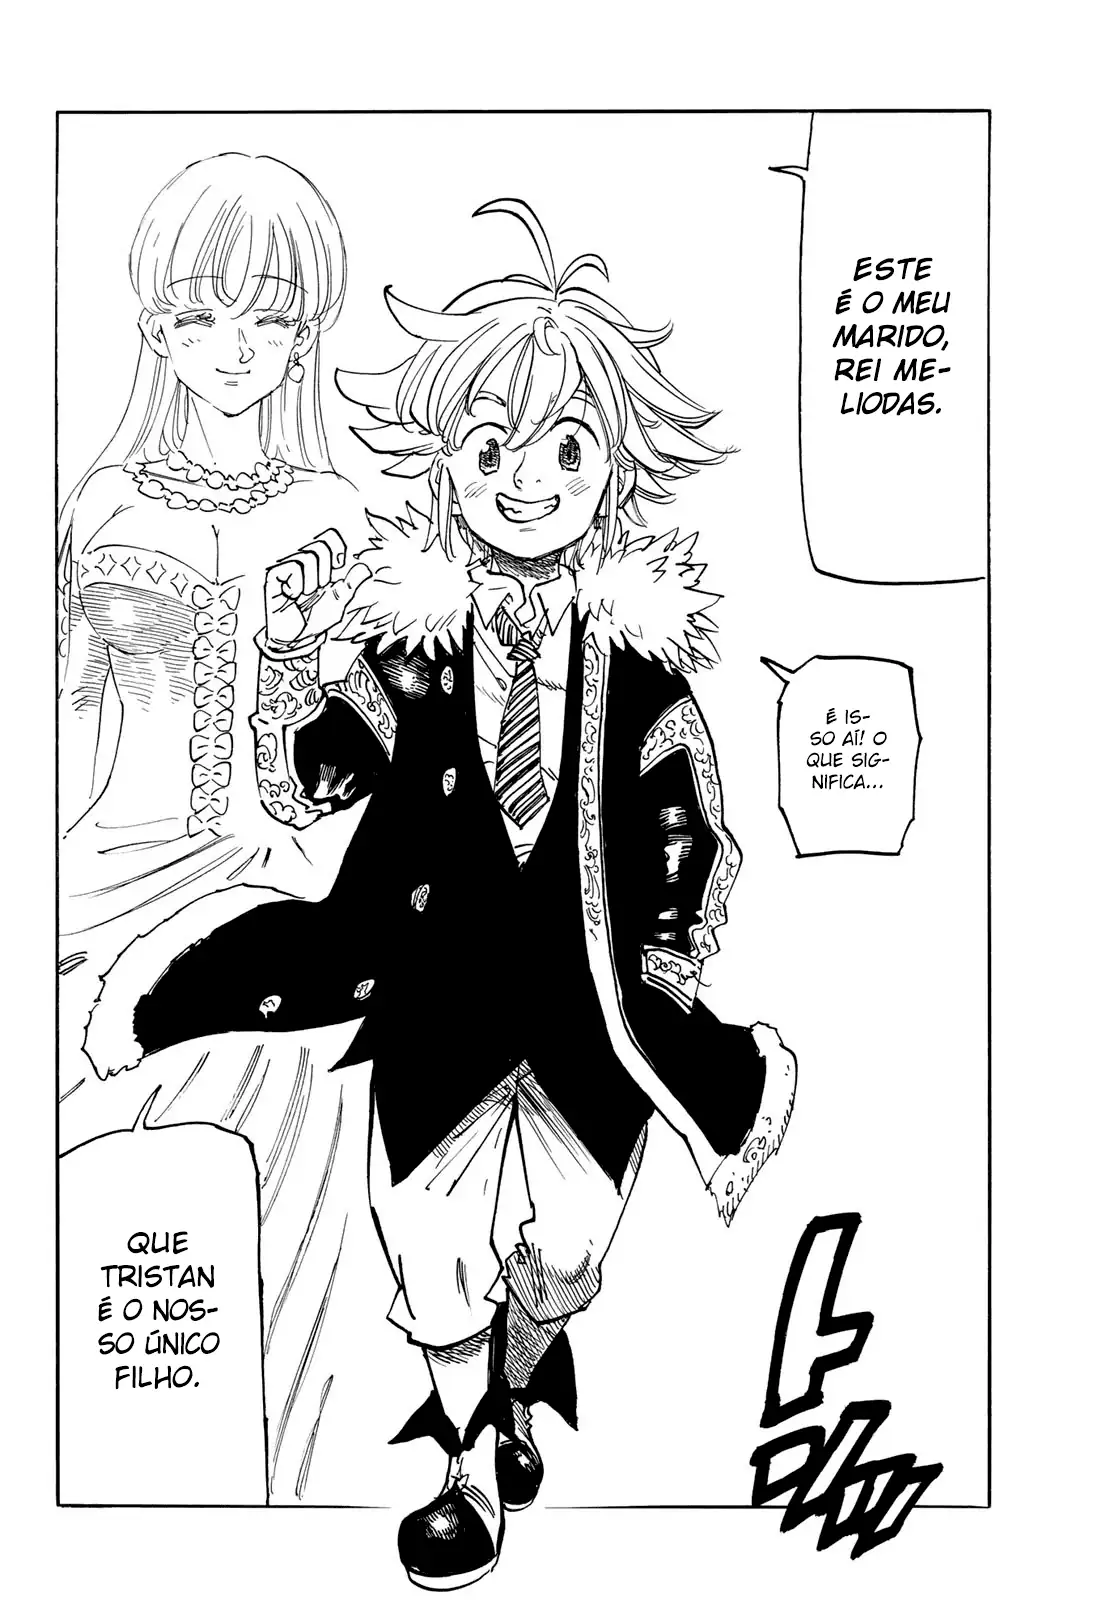 ESTE
É O MEU
MARIDO,
REI ME-
LIODAS.
É IS-
SO AÍ! O
QUE SIG-
NIFICA...
QUE
TRISTAN
É O NOS-
SO ÚNICO
FILHO.